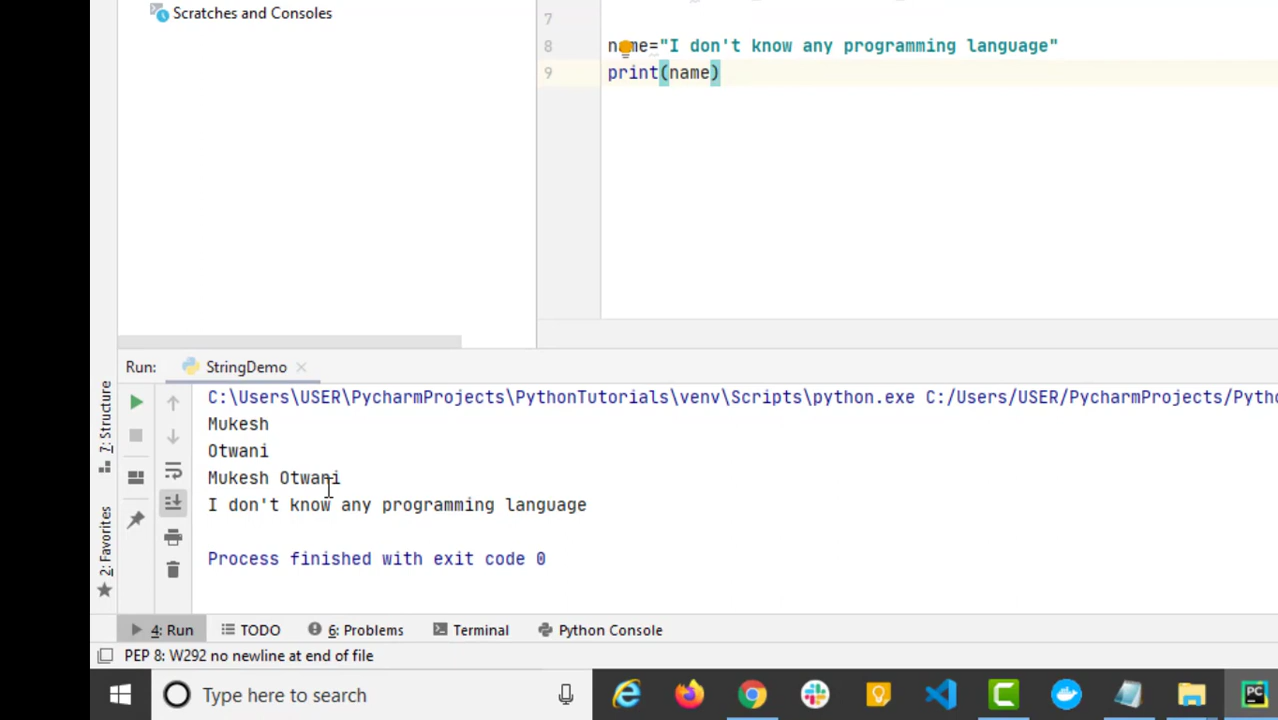 Scratches and Consoles
7
8 name="I don't know any programming language"
9 print(name)
Run: StringDemo
C:\Users\USER\PycharmProjects\PythonTutorials\venv\Scripts\python.exe C:/Users/USER/PycharmProjects/Pytho
Mukesh
Otwani
Mukesh Otwani
I don't know any programming language
Process finished with exit code 0
7: Structure
2: Favorites
4: Run TODO 6: Problems Terminal Python Console
PEP 8: W292 no newline at end of file
Type here to search
PC